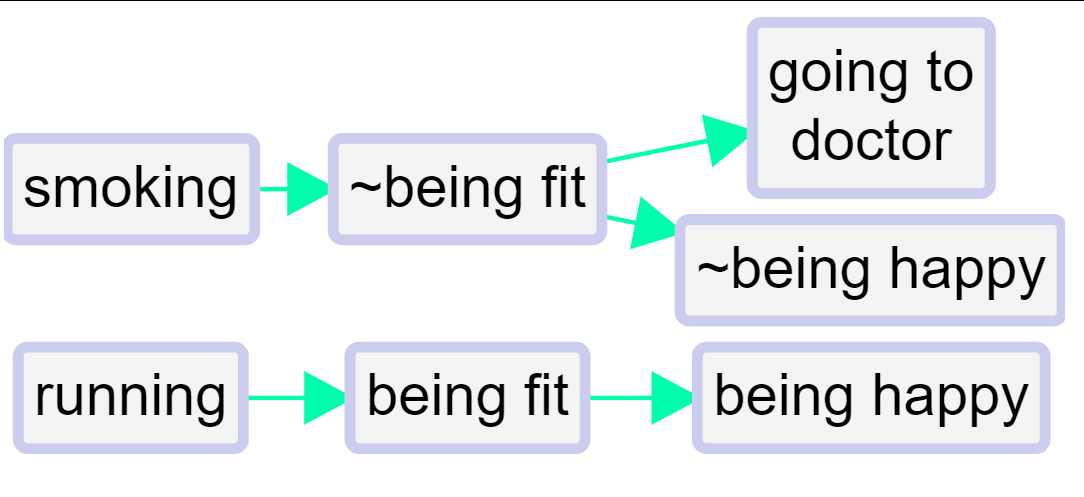 going to
doctor
smoking
~being fit
~being happy
running
being fit
being happy